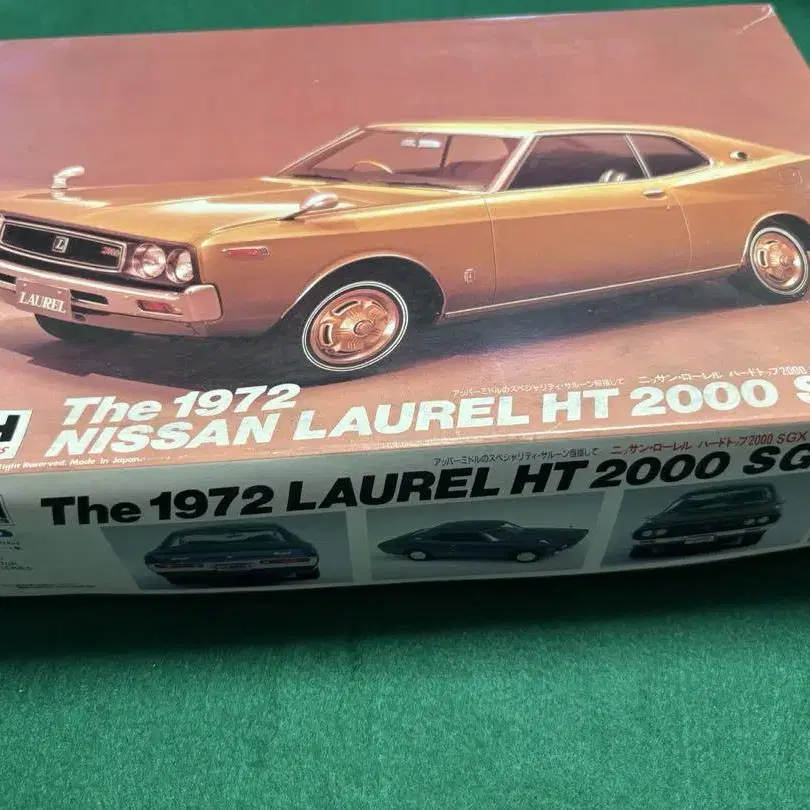 2000
L
LAUREL
アッパーミドルのスペシャリティ・サルーン目指して ニッサン・ローレル ハードトップ2000
The 1972
NISSAN LAUREL HT 2000 S
H
Right Reserved. Made in Japan.
アッパーミドルのスペシャリティ・サルーン目指して ニッサン・ローレル ハードトップ2000 SGX
The 1972 LAUREL HT 2000 SG